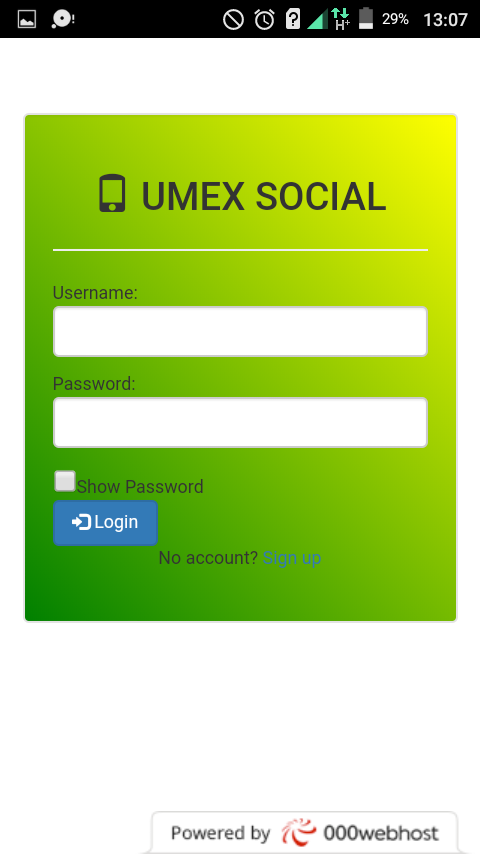 29% 13:07
UMEX SOCIAL
Username:
Password:
Show Password
Login
No account? Sign up
Powered by 000webhost